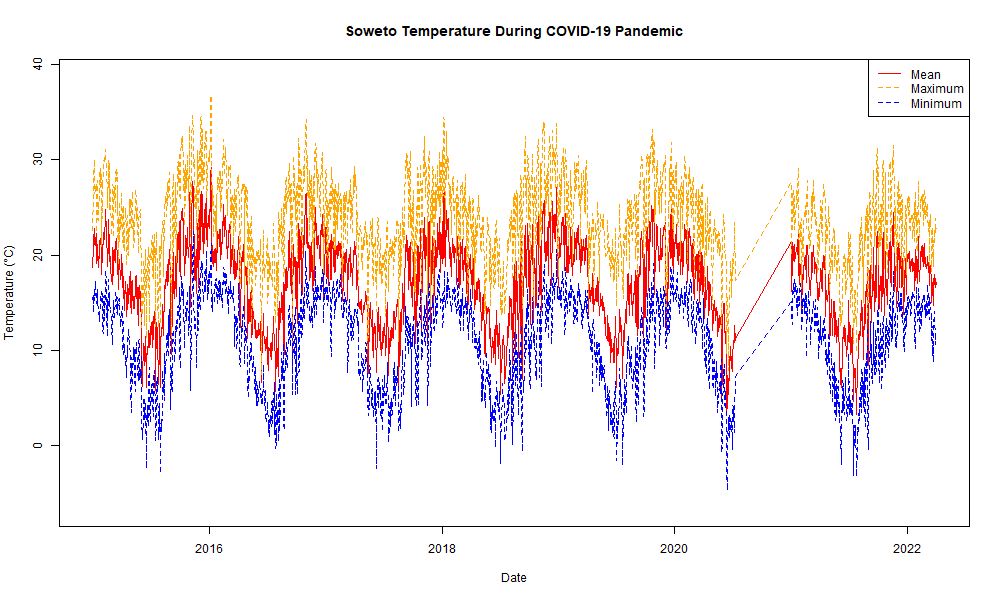 Soweto Temperature During COVID-19 Pandemic
Mean
Maximum
Minimum
Temperature (°C)
40
30
20
10
0
2016
2018
2020
2022
Date